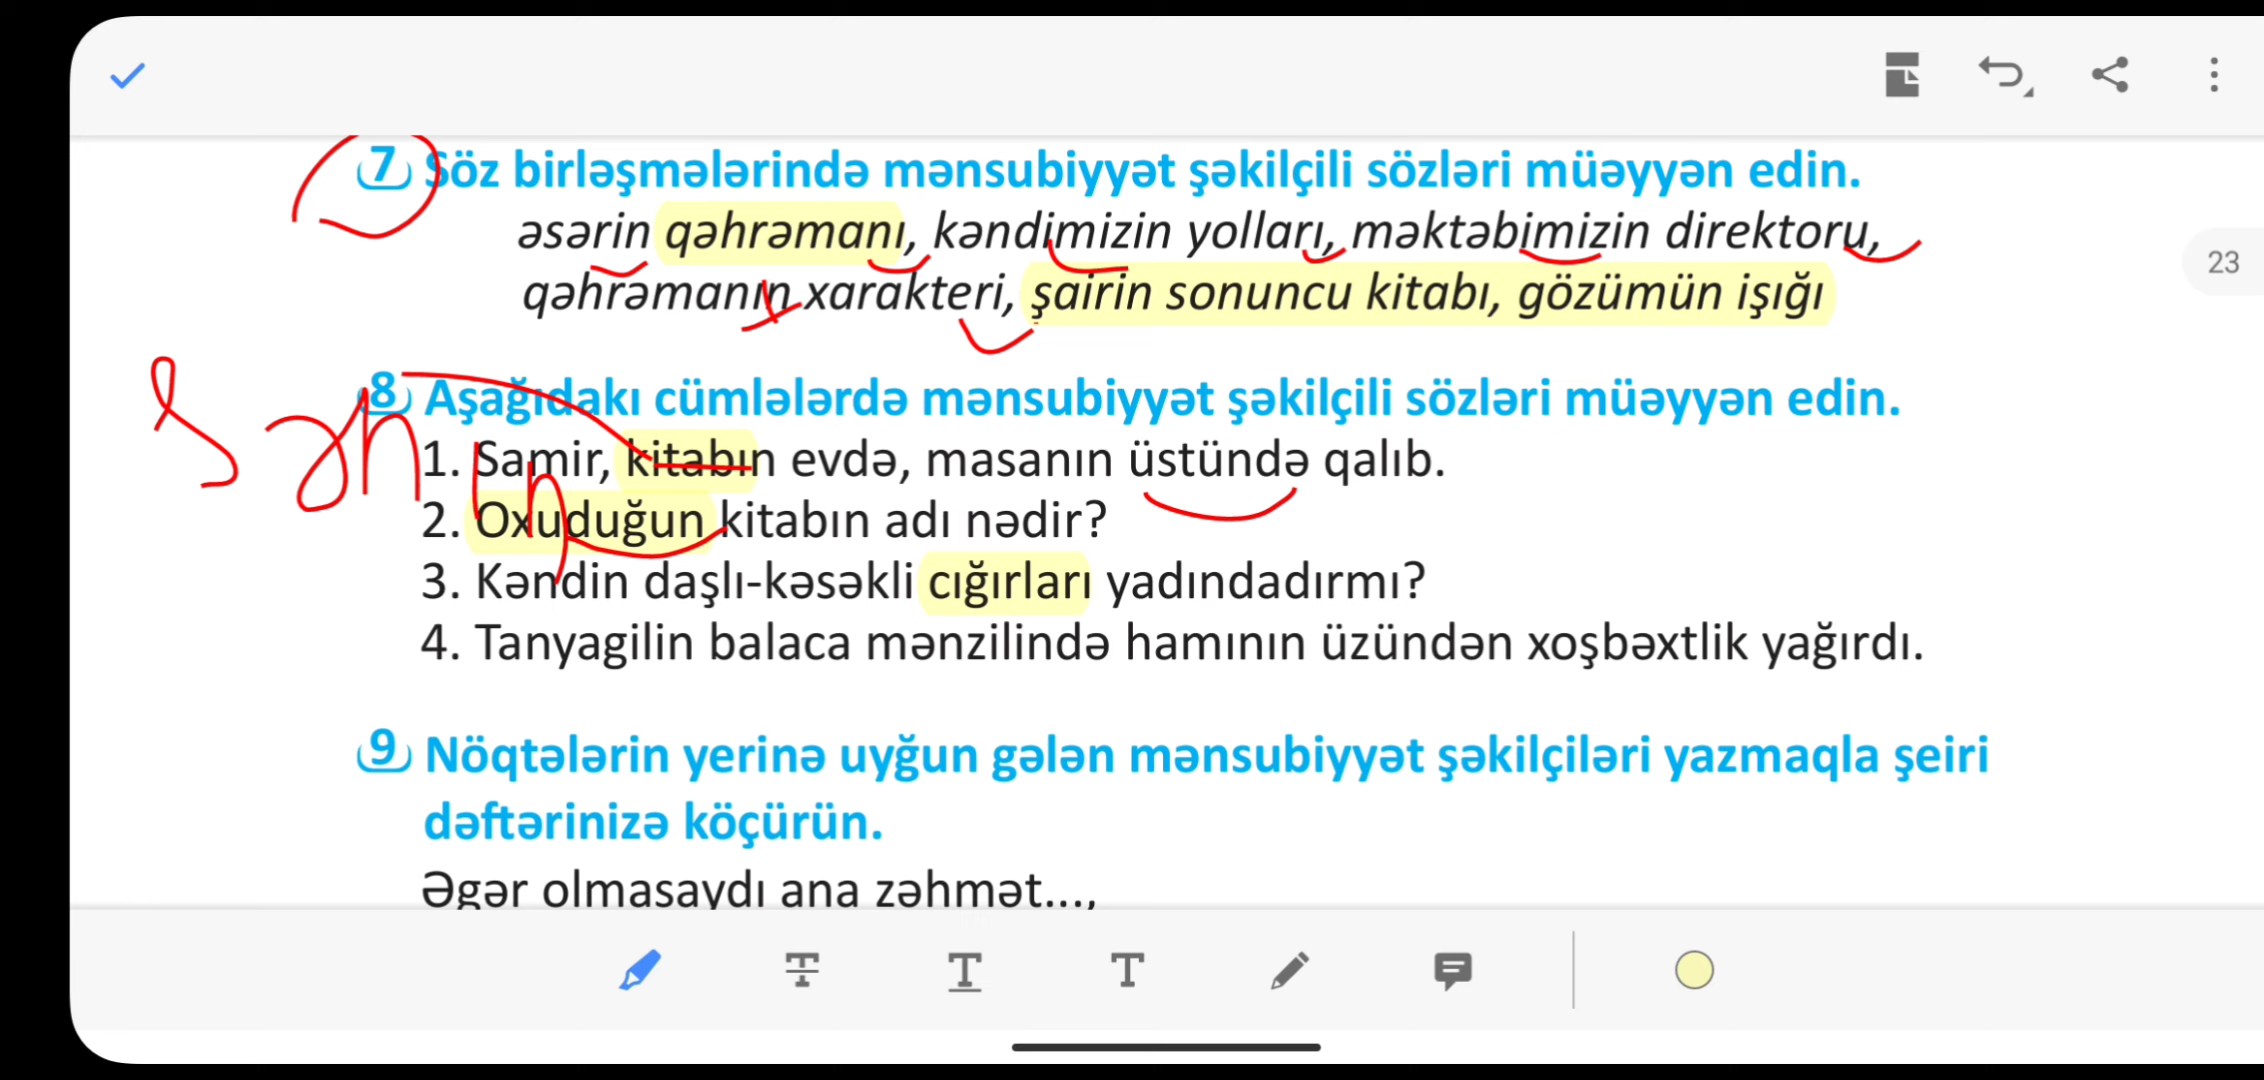 7 Söz birləşmələrində mənsubiyyət şəkilçili sözləri müəyyən edin.
əsərin qəhrəmanı, kəndimizin yolları, məktəbimizin direktoru,
23
qəhrəmanın xarakteri, şairin sonuncu kitabı, gözümün işığı
8 Aşağıdakı cümlələrdə mənsubiyyət şəkilçili sözləri müəyyən edin.
1. Samir, kitabın evdə, masanın üstündə qalıb.
2. Oxuduğun kitabın adı nədir?
3. Kəndin daşlı-kəsəkli cığırları yadındadırmı?
4. Tanyagilin balaca mənzilində hamının üzündən xoşbəxtlik yağırdı.
9 Nöqtələrin yerinə uyğun gələn mənsubiyyət şəkilçiləri yazmaqla şeiri
dəftərinizə köçürün.
Əgər olmasaydı ana zəhmət...,